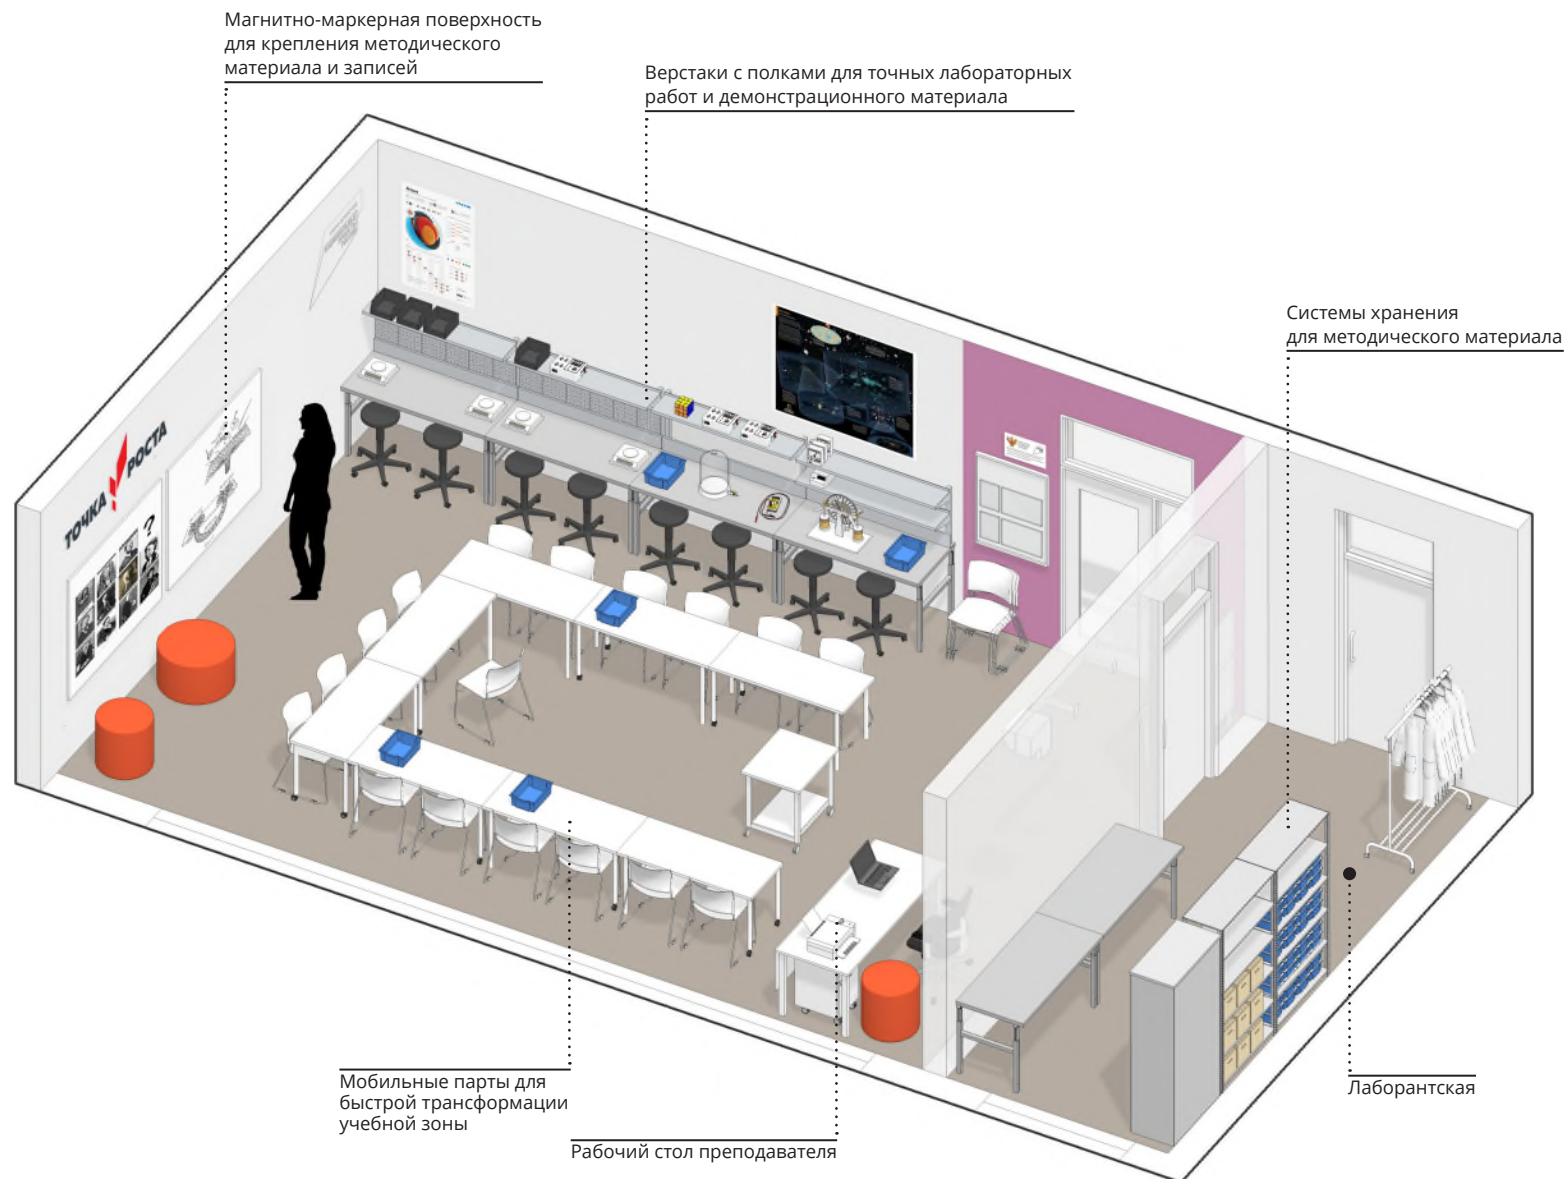 Магнитно-маркерная поверхность
для крепления методического
материала и записей
Верстаки с полками для точных лабораторных
работ и демонстрационного материала
Системы хранения
для методического материала
ТОЧКА РОСТА
?
Мобильные парты для
быстрой трансформации
учебной зоны
Рабочий стол преподавателя
Лаборантская